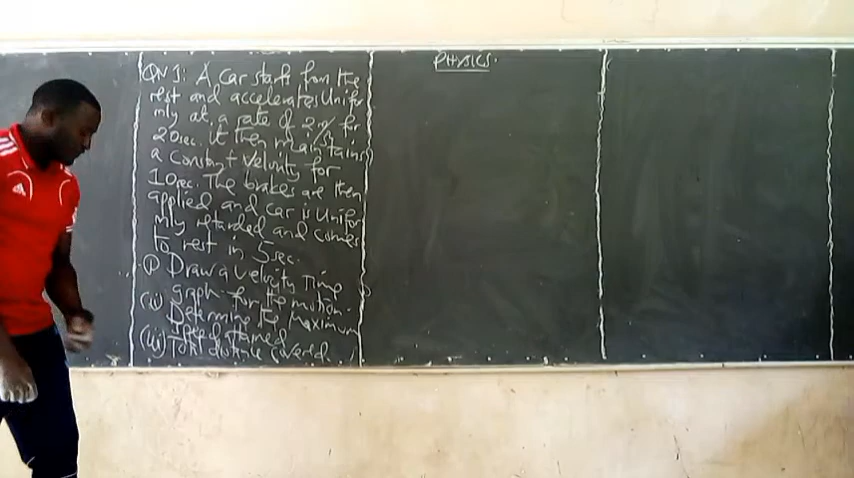 PHYSICS.
QN 1: A car starts from the
rest and accelerates Unifor
mly at a rate of 2m/s for
20sec. it then maintains
a constant velocity for
10sec. The brakes are then
applied and car is Unifor
mly retarded and comes
to rest in 5sec.
(i) Draw a velocity Time
graph for the motion.
(ii) Determine the maximum
speed attained
(iii) Total distance covered.